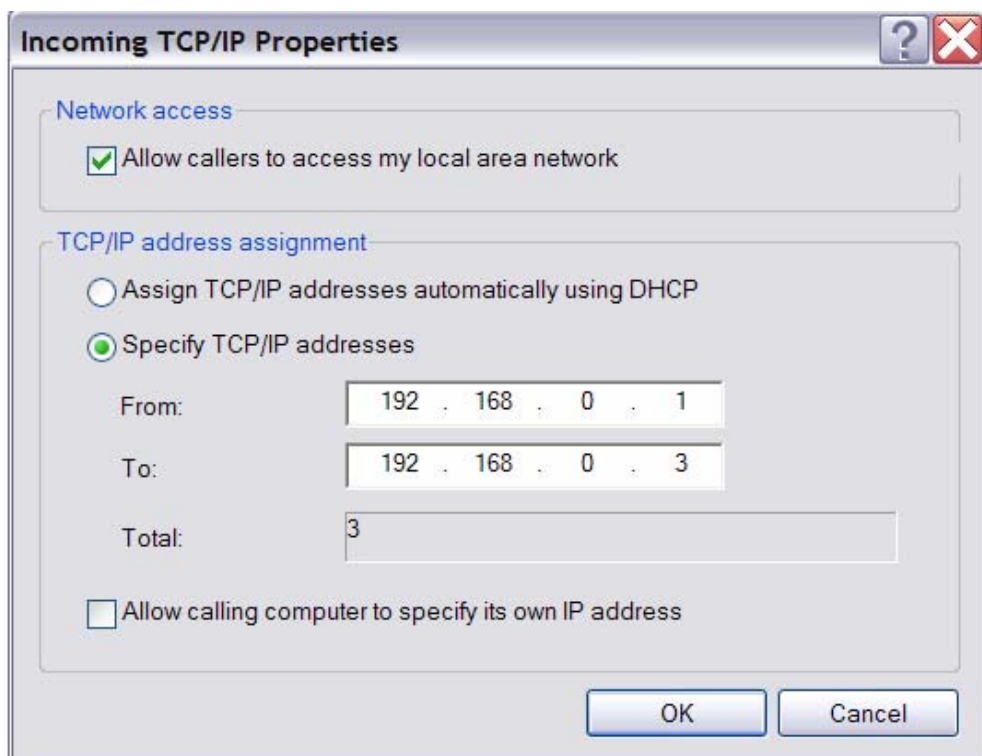 Incoming TCP/IP Properties
Network access
Allow callers to access my local area network
TCP/IP address assignment
Assign TCP/IP addresses automatically using DHCP
Specify TCP/IP addresses
From: 192 . 168 . 0 . 1
To: 192 . 168 . 0 . 3
Total: 3
Allow calling computer to specify its own IP address
OK Cancel